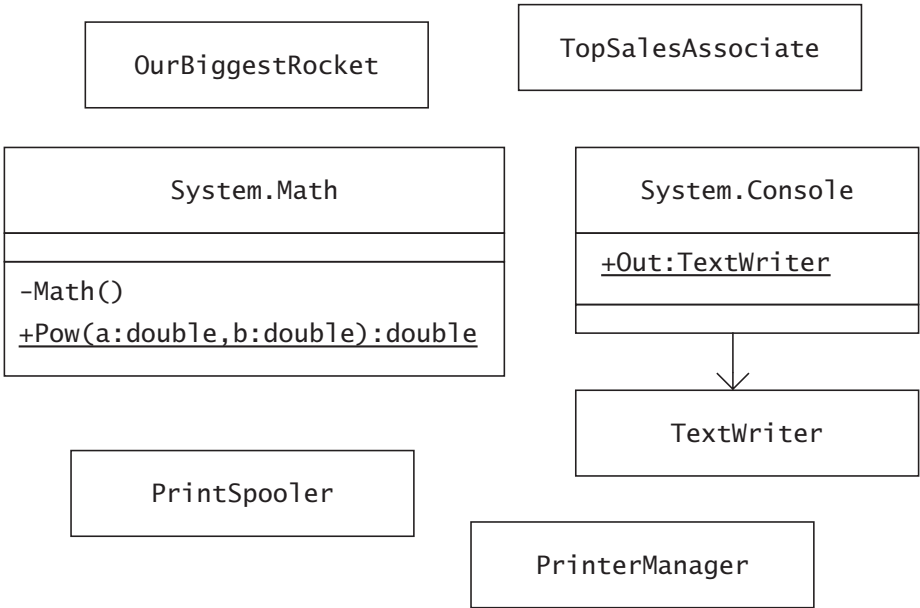 OurBiggestRocket
TopSalesAssociate
System.Math
-Math()
+Pow(a:double,b:double):double
System.Console
+Out:TextWriter
TextWriter
PrintSpooler
PrinterManager